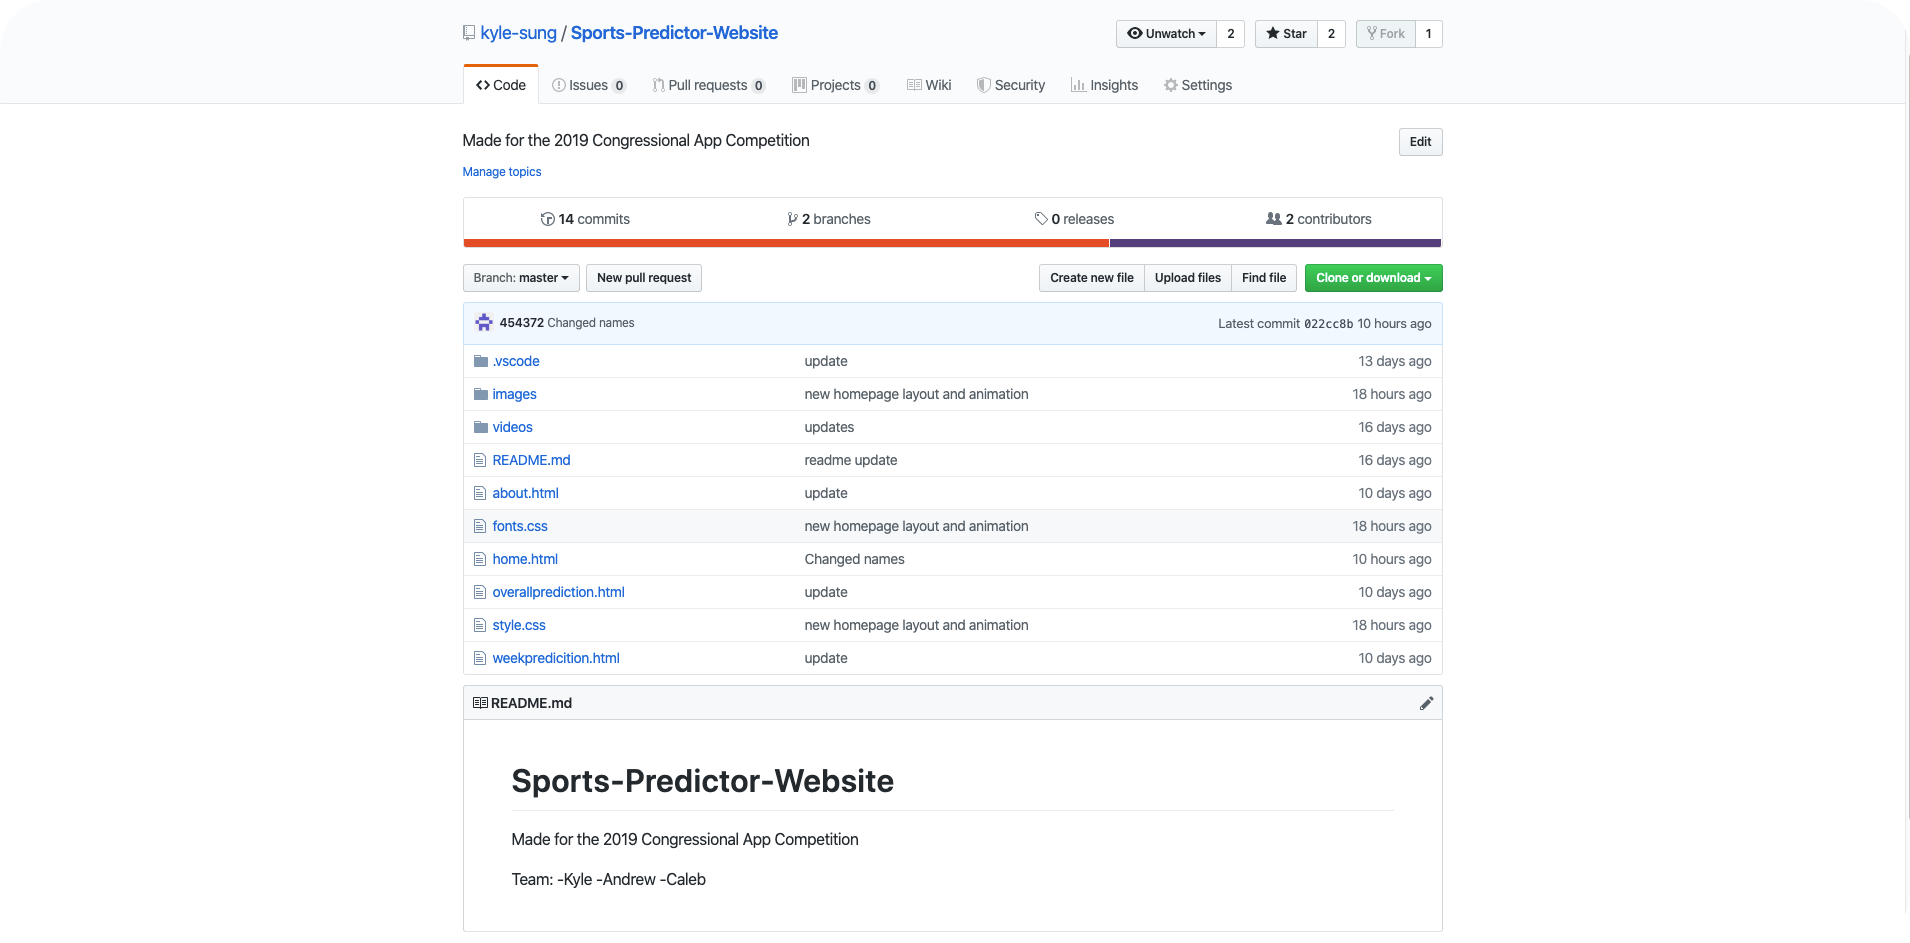 kyle-sung / Sports-Predictor-Website
Unwatch 2 Star 2 Fork 1
Code Issues 0 Pull requests 0 Projects 0 Wiki Security Insights Settings
Made for the 2019 Congressional App Competition
Edit
Manage topics
14 commits 2 branches 0 releases 2 contributors
Branch: master New pull request Create new file Upload files Find file Clone or download
454372 Changed names Latest commit 022cc8b 10 hours ago
.vscode update 13 days ago
images new homepage layout and animation 18 hours ago
videos updates 16 days ago
README.md readme update 16 days ago
about.html update 10 days ago
fonts.css new homepage layout and animation 18 hours ago
home.html Changed names 10 hours ago
overallprediction.html update 10 days ago
style.css new homepage layout and animation 18 hours ago
weekpredicition.html update 10 days ago
README.md
Sports-Predictor-Website
Made for the 2019 Congressional App Competition
Team: -Kyle -Andrew -Caleb